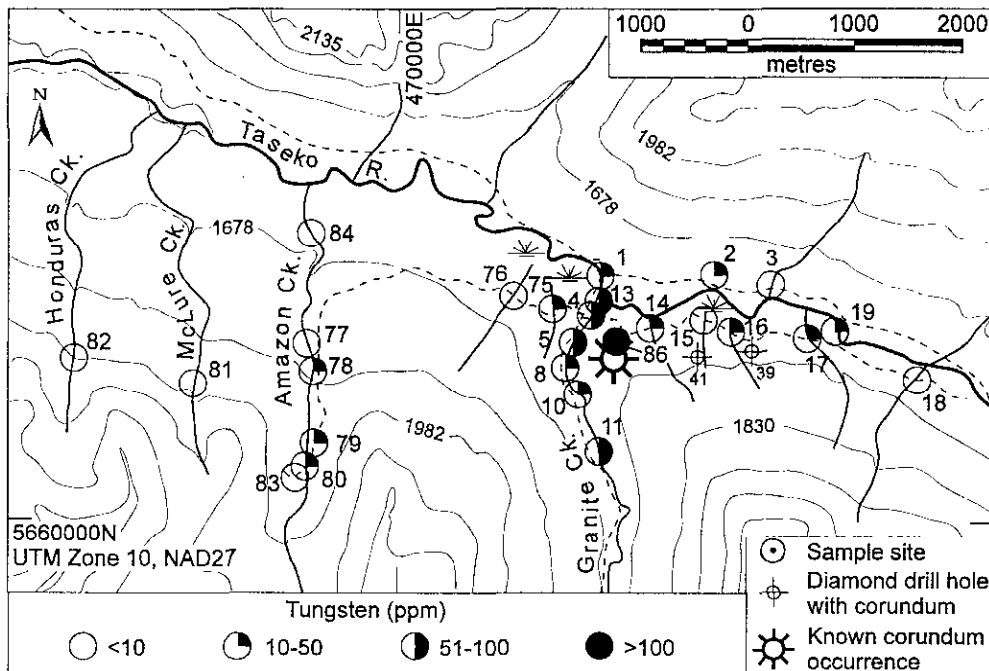 1000 0 1000 2000
metres
2135
470000E
N
Taseko R.
1982
1678
Honduras Ck.
McLure Ck.
1678
84
Amazon Ck.
76
75
1
2
3
4
13
14
15
16
19
5
86
17
82
81
77
78
8
41
39
18
10
11
1982
1830
79
80
83
Granite Ck.
5660000N
UTM Zone 10, NAD27
Sample site
Diamond drill hole
with corundum
Known corundum
occurrence
Tungsten (ppm)
<10 10-50 51-100 >100